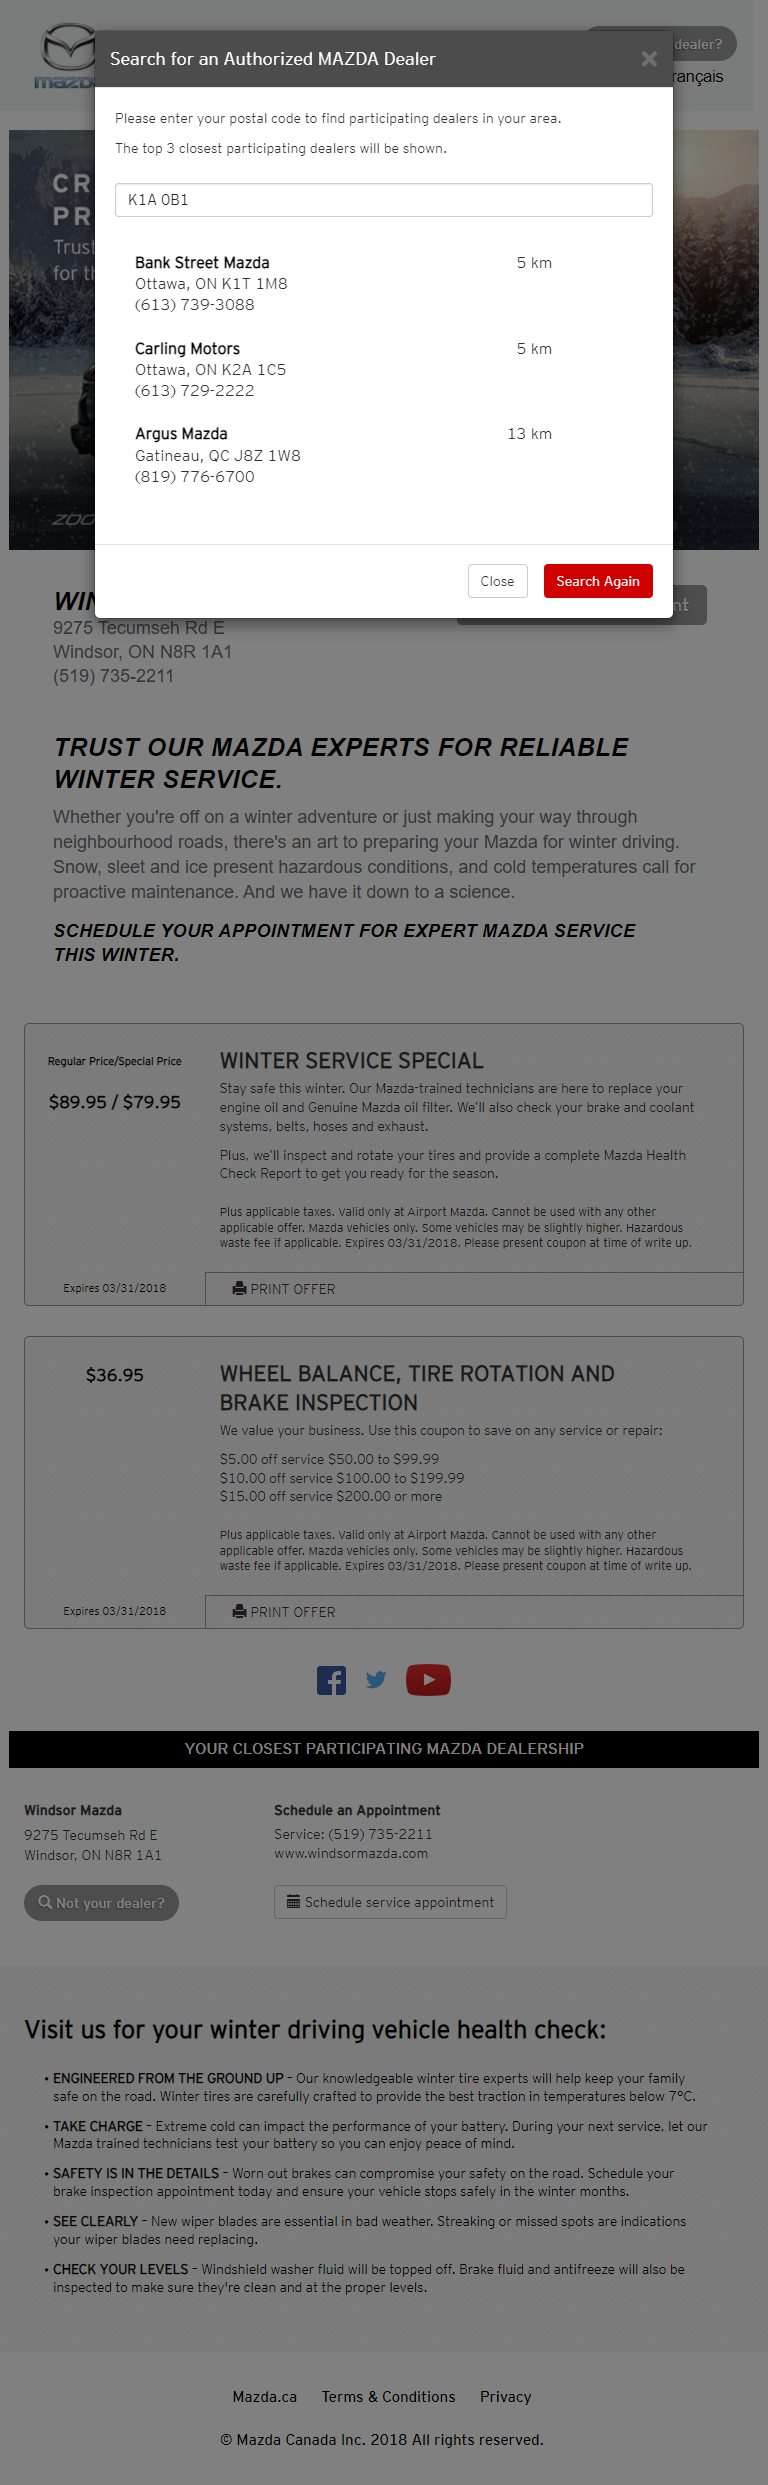 mazda
dealer?
Search for an Authorized MAZDA Dealer
Please enter your postal code to find participating dealers in your area.
The top 3 closest participating dealers will be shown.
K1A 0B1
Bank Street Mazda 5 km
Ottawa, ON K1T 1M8
(613) 739-3088
Carling Motors 5 km
Ottawa, ON K2A 1C5
(613) 729-2222
Argus Mazda 13 km
Gatineau, QC J8Z 1W8
(819) 776-6700
Close Search Again
9275 Tecumseh Rd E
Windsor, ON N8R 1A1
(519) 735-2211
TRUST OUR MAZDA EXPERTS FOR RELIABLE
WINTER SERVICE.
Whether you're off on a winter adventure or just making your way through
neighbourhood roads, there's an art to preparing your Mazda for winter driving.
Snow, sleet and ice present hazardous conditions, and cold temperatures call for
proactive maintenance. And we have it down to a science.
SCHEDULE YOUR APPOINTMENT FOR EXPERT MAZDA SERVICE
THIS WINTER.
Regular Price/Special Price
$89.95 / $79.95
WINTER SERVICE SPECIAL
Stay safe this winter. Our Mazda-trained technicians are here to replace your
engine oil and Genuine Mazda oil filter. We'll also check your brake and coolant
systems, belts, hoses and exhaust.
Plus, we'll inspect and rotate your tires and provide a complete Mazda Health
Check Report to get you ready for the season.
Plus applicable taxes. Valid only at Airport Mazda. Cannot be used with any other
applicable offer. Mazda vehicles only. Some vehicles may be slightly higher. Hazardous
waste fee if applicable. Expires 03/31/2018. Please present coupon at time of write up.
Expires 03/31/2018 PRINT OFFER
$36.95
WHEEL BALANCE, TIRE ROTATION AND
BRAKE INSPECTION
We value your business. Use this coupon to save on any service or repair:
$5.00 off service $50.00 to $99.99
$10.00 off service $100.00 to $199.99
$15.00 off service $200.00 or more
Plus applicable taxes. Valid only at Airport Mazda. Cannot be used with any other
applicable offer. Mazda vehicles only. Some vehicles may be slightly higher. Hazardous
waste fee if applicable. Expires 03/31/2018. Please present coupon at time of write up.
Expires 03/31/2018 PRINT OFFER
YOUR CLOSEST PARTICIPATING MAZDA DEALERSHIP
Windsor Mazda
9275 Tecumseh Rd E
Windsor, ON N8R 1A1
Not your dealer?
Schedule an Appointment
Service: (519) 735-2211
www.windsormazda.com
Schedule service appointment
Visit us for your winter driving vehicle health check:
• ENGINEERED FROM THE GROUND UP – Our knowledgeable winter tire experts will help keep your family
safe on the road. Winter tires are carefully crafted to provide the best traction in temperatures below 7°C.
• TAKE CHARGE – Extreme cold can impact the performance of your battery. During your next service, let our
Mazda trained technicians test your battery so you can enjoy peace of mind.
• SAFETY IS IN THE DETAILS – Worn out brakes can compromise your safety on the road. Schedule your
brake inspection appointment today and ensure your vehicle stops safely in the winter months.
• SEE CLEARLY – New wiper blades are essential in bad weather. Streaking or missed spots are indications
your wiper blades need replacing.
• CHECK YOUR LEVELS – Windshield washer fluid will be topped off. Brake fluid and antifreeze will also be
inspected to make sure they're clean and at the proper levels.
Mazda.ca Terms & Conditions Privacy
© Mazda Canada Inc. 2018 All rights reserved.